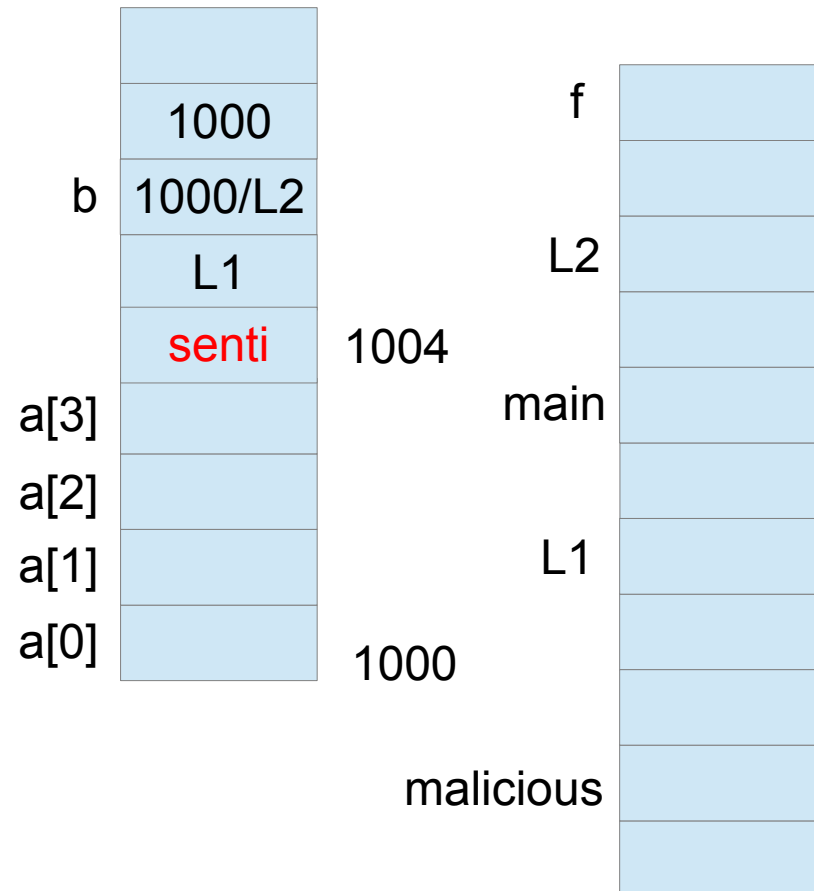 1000
b 1000/L2
L1
senti 1004
a[3]
a[2]
a[1]
a[0]
1000
f
L2
main
L1
malicious